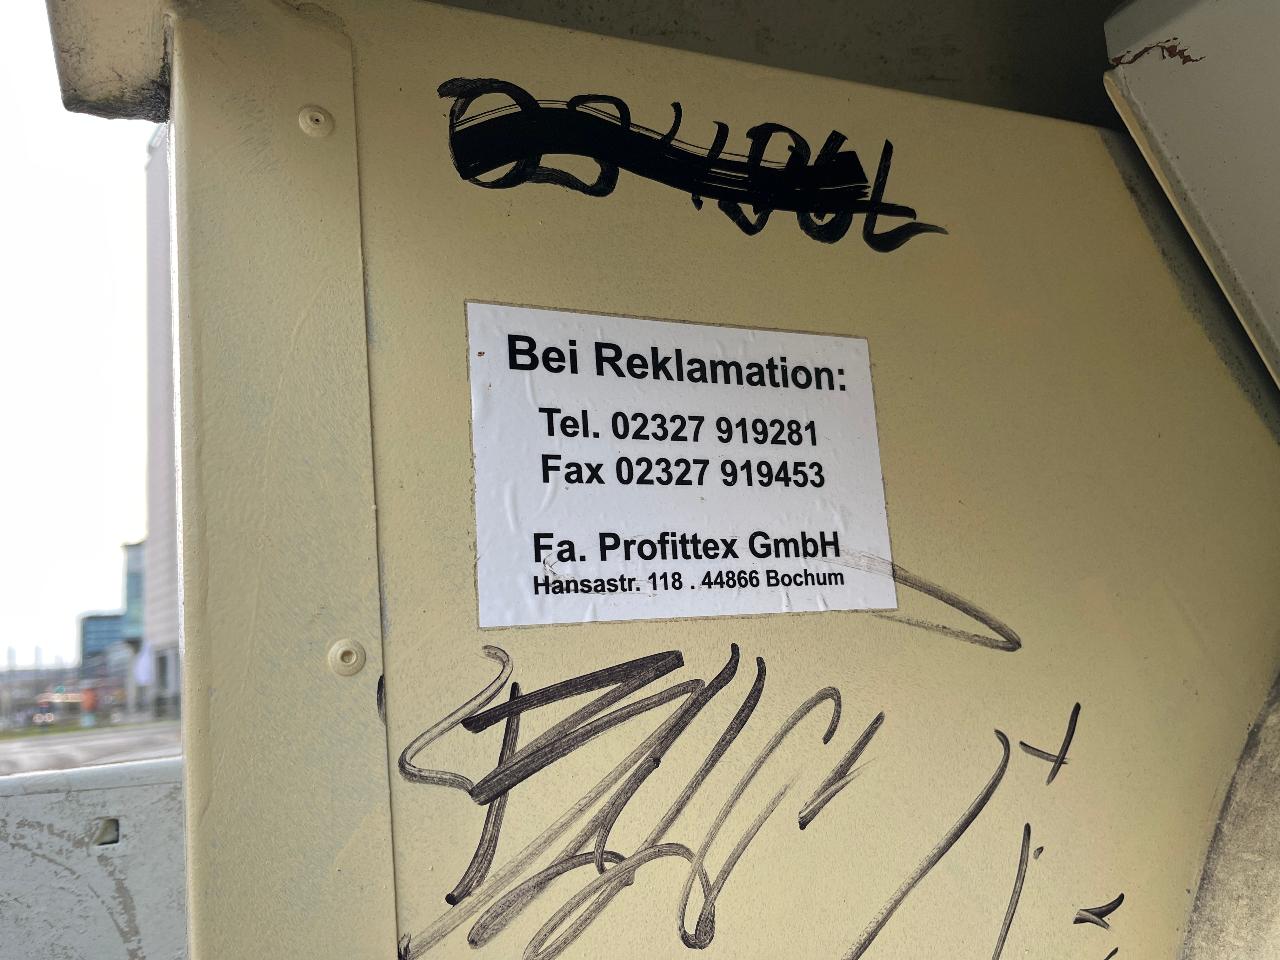 Bei Reklamation:
Tel. 02327 919281
Fax 02327 919453
Fa. Profittex GmbH
Hansastr. 118 . 44866 Bochum